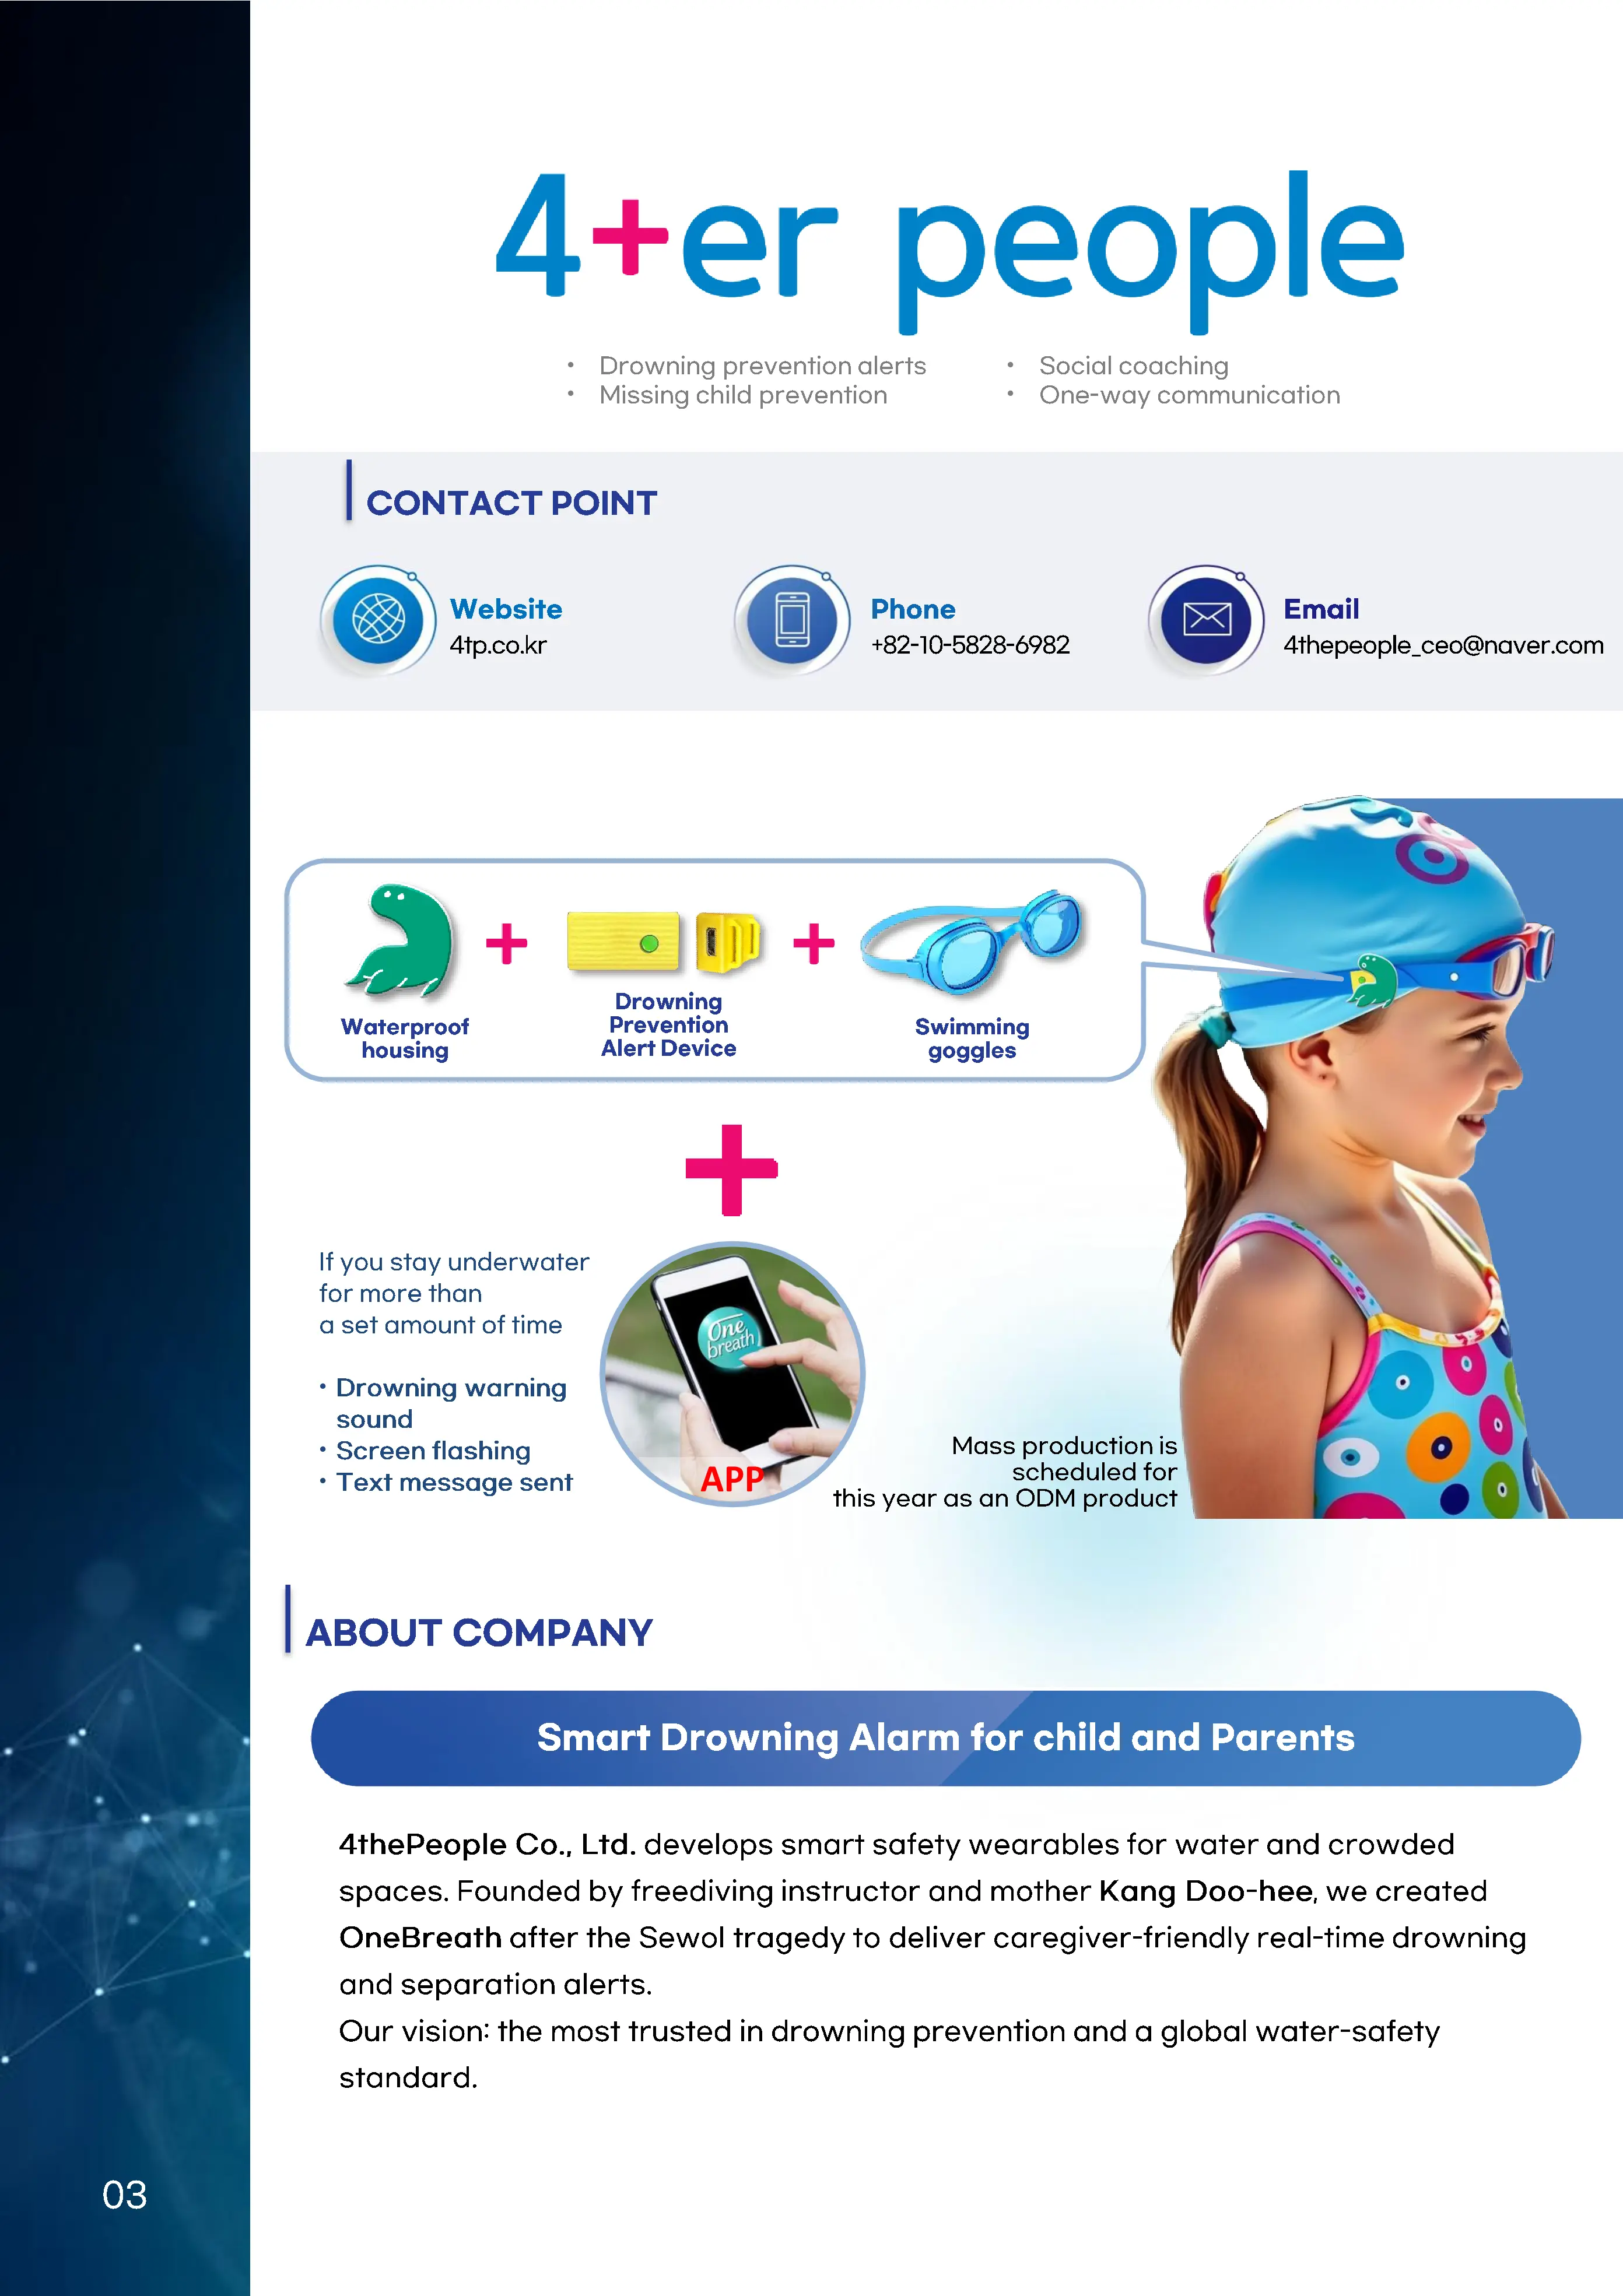 4+er people
• Drowning prevention alerts
• Missing child prevention
• Social coaching
• One-way communication
CONTACT POINT
Website
4tp.co.kr
Phone
+82-10-5828-6982
Email
4thepeople_ceo@naver.com
Waterproof
housing
+
Drowning
Prevention
Alert Device
+
Swimming
goggles
+
If you stay underwater
for more than
a set amount of time
• Drowning warning
sound
• Screen flashing
• Text message sent
One
breath
APP
Mass production is
scheduled for
this year as an ODM product
ABOUT COMPANY
Smart Drowning Alarm for child and Parents
4thePeople Co., Ltd. develops smart safety wearables for water and crowded
spaces. Founded by freediving instructor and mother Kang Doo-hee, we created
OneBreath after the Sewol tragedy to deliver caregiver-friendly real-time drowning
and separation alerts.
Our vision: the most trusted in drowning prevention and a global water-safety
standard.
03